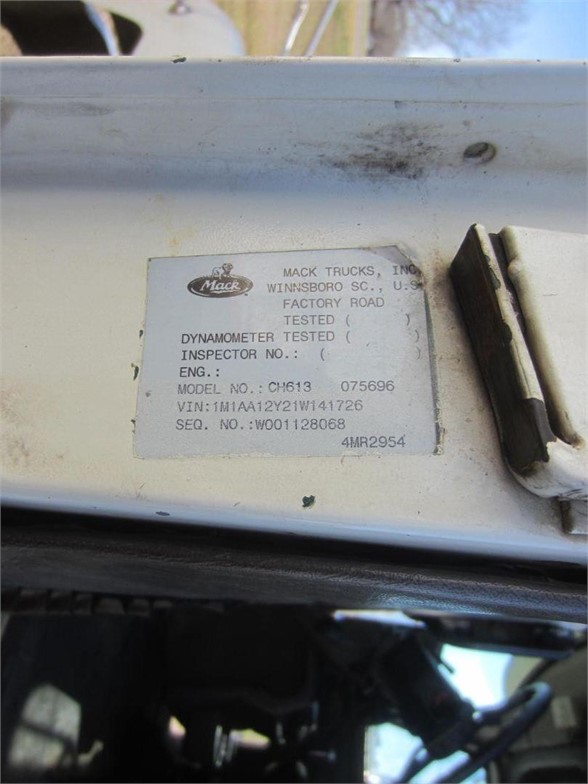 Mack
MACK TRUCKS, INC
WINNSBORO SC., U.S
FACTORY ROAD
TESTED ( )
DYNAMOMETER TESTED ( )
INSPECTOR NO.: (
ENG.:
MODEL NO.: CH613 075696
VIN:1M1AA12Y21W141726
SEQ. NO.:W001128068
4MR2954